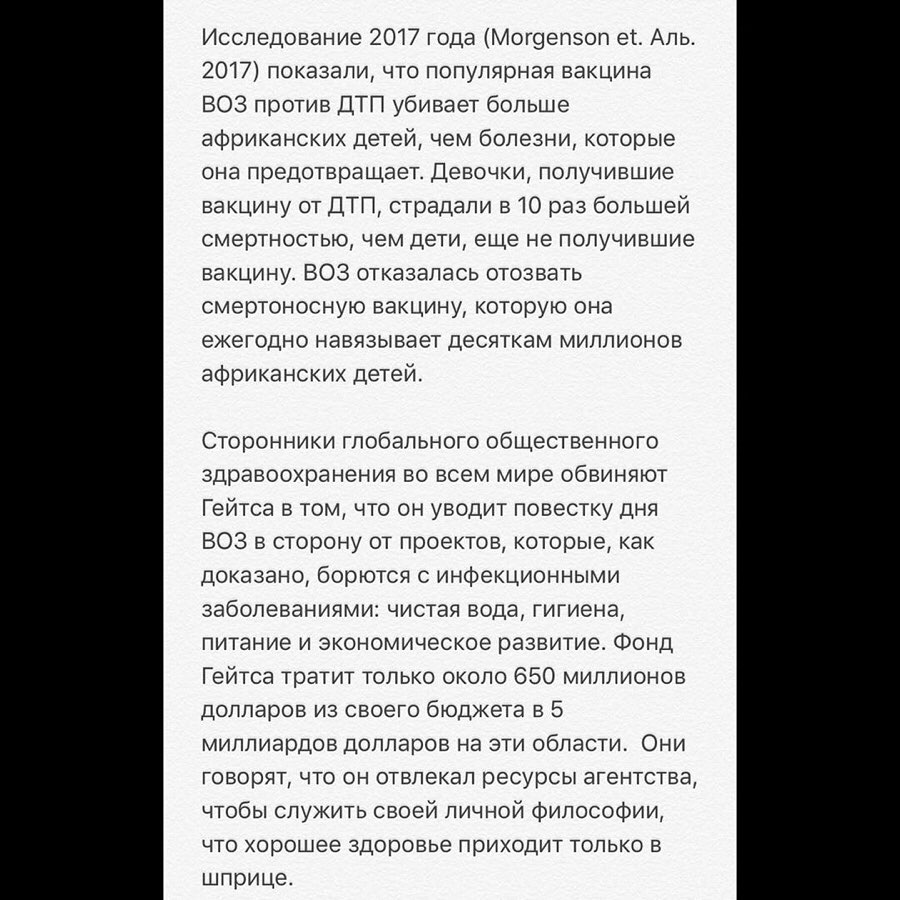 Исследование 2017 года (Morgenson et. Аль.
2017) показали, что популярная вакцина
ВОЗ против ДТП убивает больше
африканских детей, чем болезни, которые
она предотвращает. Девочки, получившие
вакцину от ДТП, страдали в 10 раз большей
смертностью, чем дети, еще не получившие
вакцину. ВОЗ отказалась отозвать
смертоносную вакцину, которую она
ежегодно навязывает десяткам миллионов
африканских детей.
Сторонники глобального общественного
здравоохранения во всем мире обвиняют
Гейтса в том, что он уводит повестку дня
ВОЗ в сторону от проектов, которые, как
доказано, борются с инфекционными
заболеваниями: чистая вода, гигиена,
питание и экономическое развитие. Фонд
Гейтса тратит только около 650 миллионов
долларов из своего бюджета в 5
миллиардов долларов на эти области. Они
говорят, что он отвлекал ресурсы агентства,
чтобы служить своей личной философии,
что хорошее здоровье приходит только в
шприце.